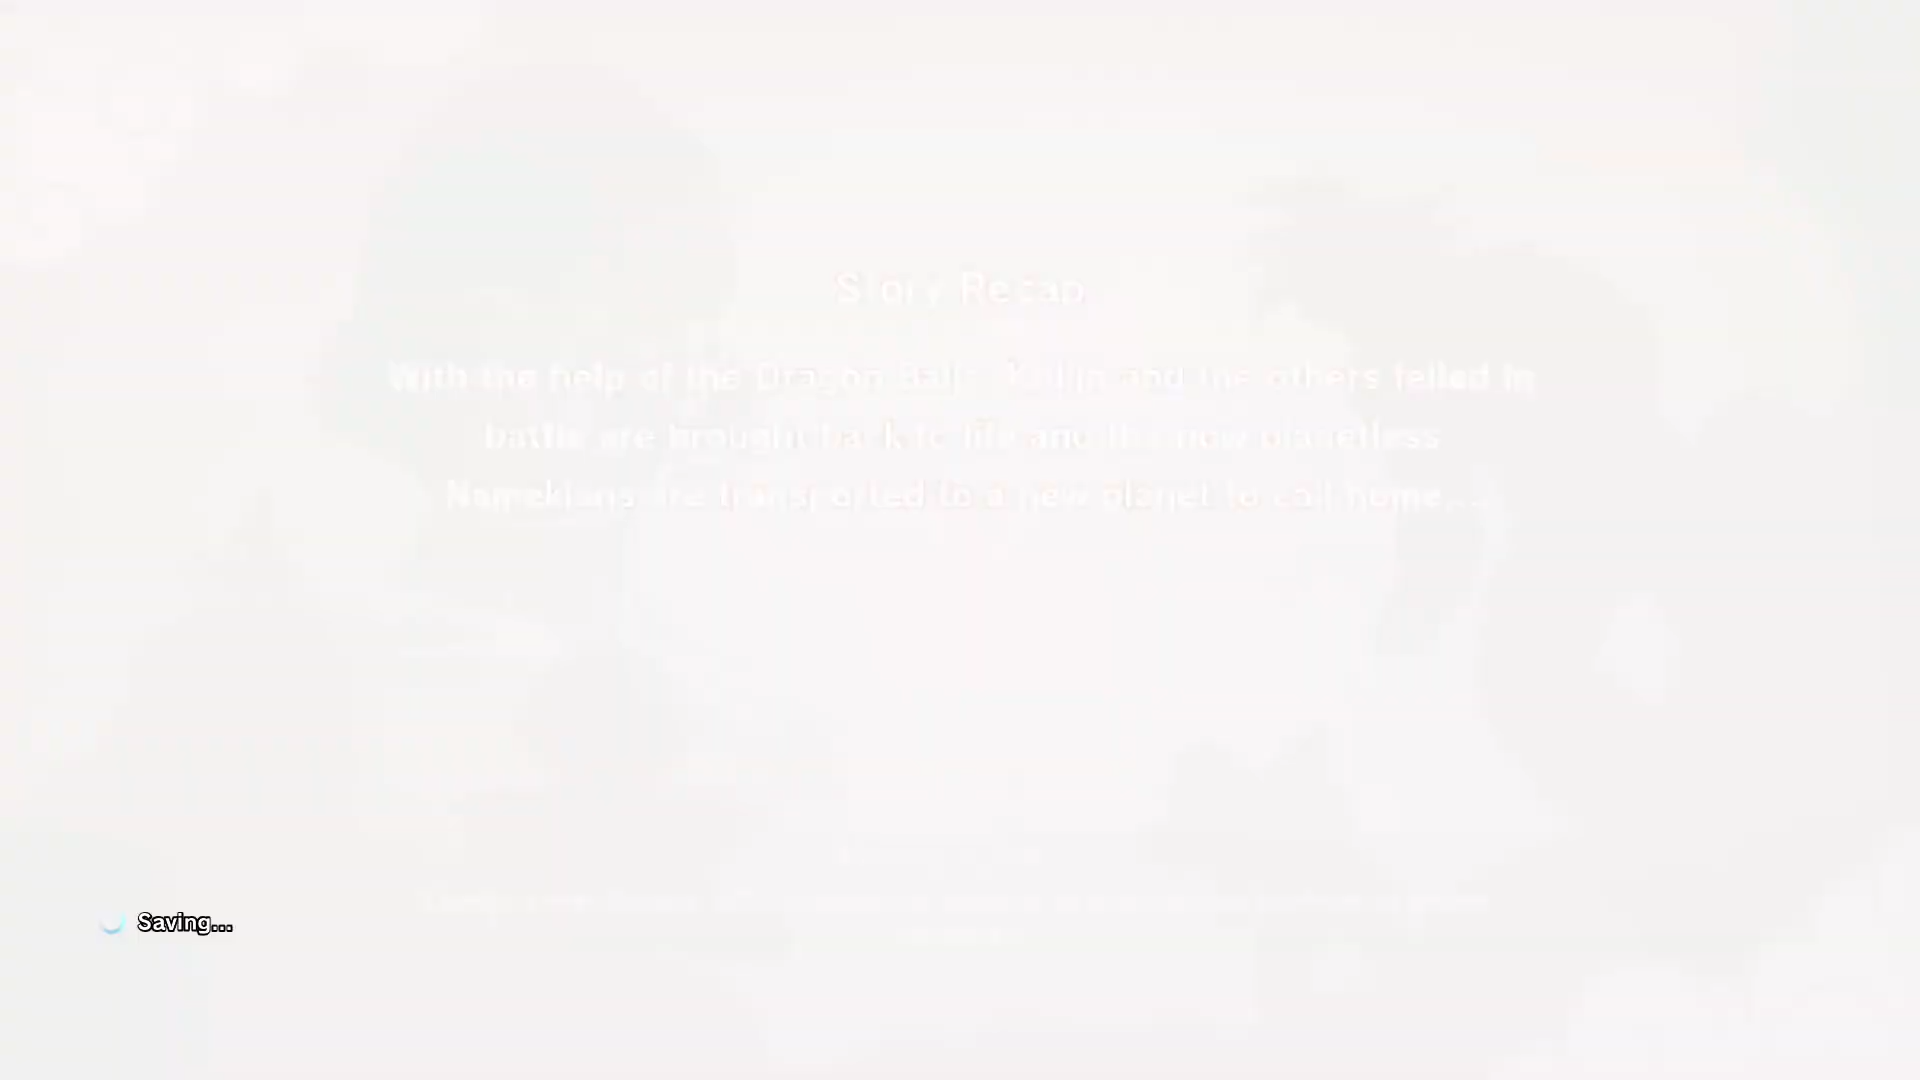 Story Recap
With the help of the Dragon Balls, Krillin and the others felled in
battle are brought back to life and the now planetless
Namekians are transported to a new planet to call home...
Saving...